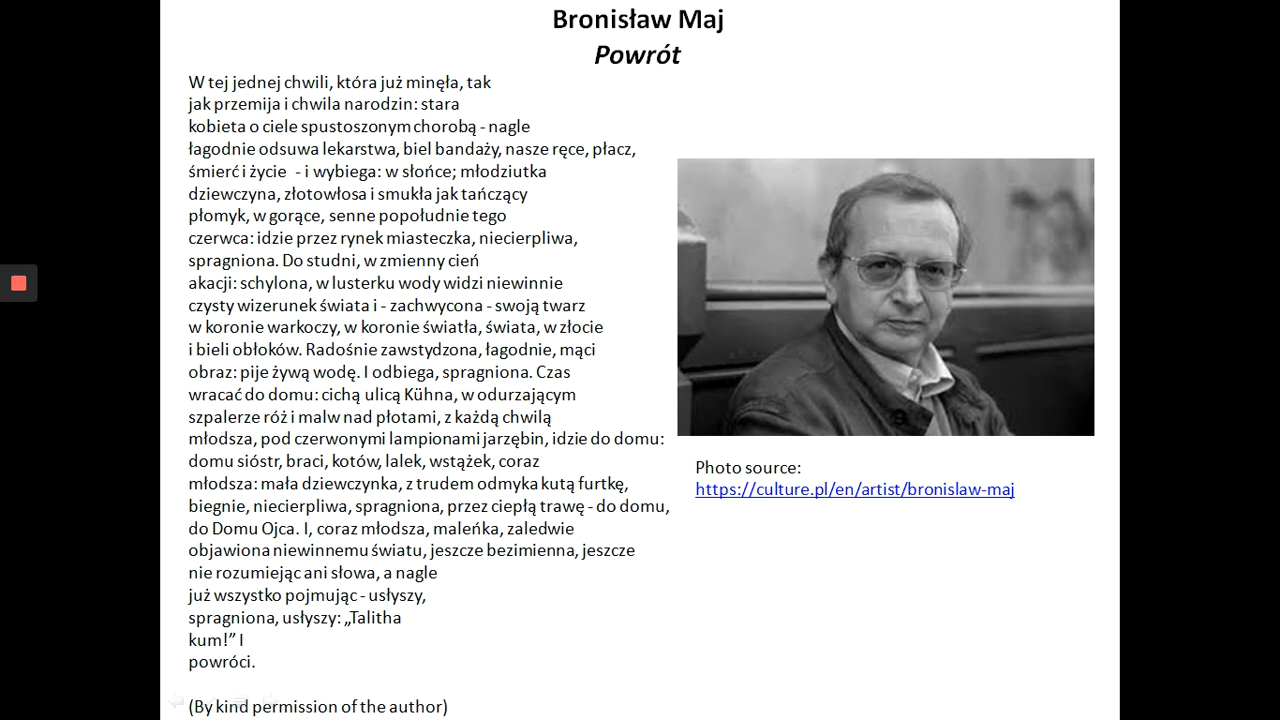 Bronisław Maj
Powrót
W tej jednej chwili, która już minęła, tak
jak przemija i chwila narodzin: stara
kobieta o ciele spustoszonym chorobą - nagle
łagodnie odsuwa lekarstwa, biel bandaży, nasze ręce, płacz,
śmierć i życie - i wybiega: w słońce; młodziutka
dziewczyna, złotowłosa i smukła jak tańczący
płomyk, w gorące, senne popołudnie tego
czerwca: idzie przez rynek miasteczka, niecierpliwa,
spragniona. Do studni, w zmienny cień
akacji: schylona, w lusterku wody widzi niewinnie
czysty wizerunek świata i - zachwycona - swoją twarz
w koronie warkoczy, w koronie światła, świata, w złocie
i bieli obłoków. Radośnie zawstydzona, łagodnie, mąci
obraz: pije żywą wodę. I odbiega, spragniona. Czas
wracać do domu: cichą ulicą Kühna, w odurzającym
szpalerze róż i malw nad płotami, z każdą chwilą
młodsza, pod czerwonymi lampionami jarzębin, idzie do domu:
domu sióstr, braci, kotów, lalek, wstążek, coraz
młodsza: mała dziewczynka, z trudem odmyka kutą furtkę,
biegnie, niecierpliwa, spragniona, przez ciepłą trawę - do domu,
do Domu Ojca. I, coraz młodsza, maleńka, zaledwie
objawiona niewinnemu światu, jeszcze bezimienna, jeszcze
nie rozumiejąc ani słowa, a nagle
już wszystko pojmując - usłyszy,
spragniona, usłyszy: „Talitha
kum!” I
powróci.
(By kind permission of the author)
Photo source:
https://culture.pl/en/artist/bronislaw-maj